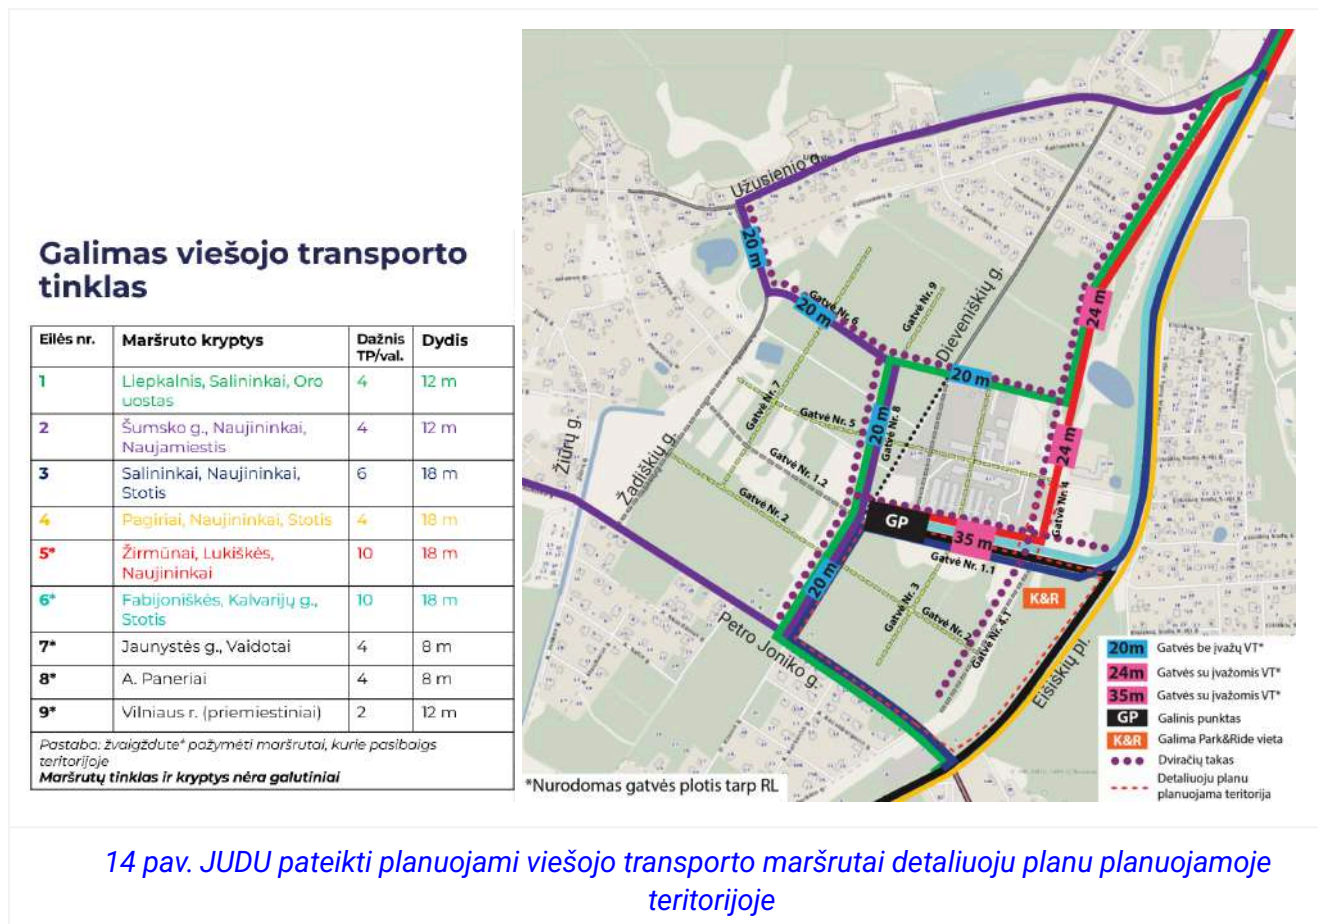 Galimas viešojo transporto
tinklas
Eilės nr. Maršruto kryptys Dažnis TP/val. Dydis
1 Liepkalnis, Salininkai, Oro uostas 4 12 m
2 Šumsko g., Naujininkai, Naujamiestis 4 12 m
3 Salininkai, Naujininkai, Stotis 6 18 m
4 Pagiriai, Naujininkai, Stotis 4 18 m
5* Žirmūnai, Lukiškės, Naujininkai 10 18 m
6* Fabijoniškės, Kalvarijų g., Stotis 10 18 m
7* Jaunystės g., Vaidotai 4 8 m
8* A. Paneriai 4 8 m
9* Vilniaus r. (priemiestiniai) 2 12 m
Pastaba: žvaigždute* pažymėti maršrutai, kurie pasibaigs
teritorijoje
Maršrutų tinklas ir kryptys nėra galutiniai
Užusienio g.
20 m
Gatvė Nr. 6
20 m
Gatvė Nr. 9
Dieveniškių g.
24 m
20 m
Gatvė Nr. 7
Gatvė Nr. 5
20 m
Gatvė Nr. 8
24 m
Žiūrų g.
Žadiškių g.
Gatvė Nr. 1.2
Gatvė Nr. 2
Gatvė Nr. 4
GP
35 m
Gatvė Nr. 1.1
20 m
Gatvė Nr. 3
Gatvė Nr. 2
Gatvė Nr. 4.1
K&R
Petro Joniko g.
Eišiškių pl.
20m Gatvės be įvažų VT*
24m Gatvės su įvažomis VT*
35m Gatvės su įvažomis VT*
GP Galinis punktas
K&R Galima Park&Ride vieta
Dviračių takas
Detaliuoju planu
planuojama teritorija
*Nurodomas gatvės plotis tarp RL
14 pav. JUDU pateikti planuojami viešojo transporto maršrutai detaliuoju planu planuojamoje
teritorijoje